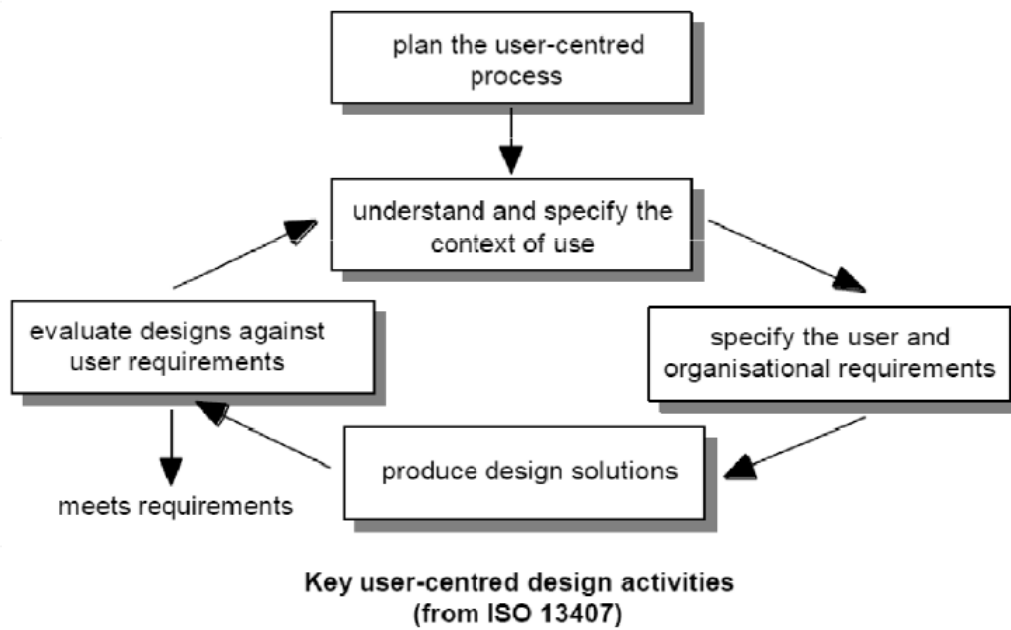 plan the user-centred
process
understand and specify the
context of use
evaluate designs against
user requirements
specify the user and
organisational requirements
produce design solutions
meets requirements
Key user-centred design activities
(from ISO 13407)